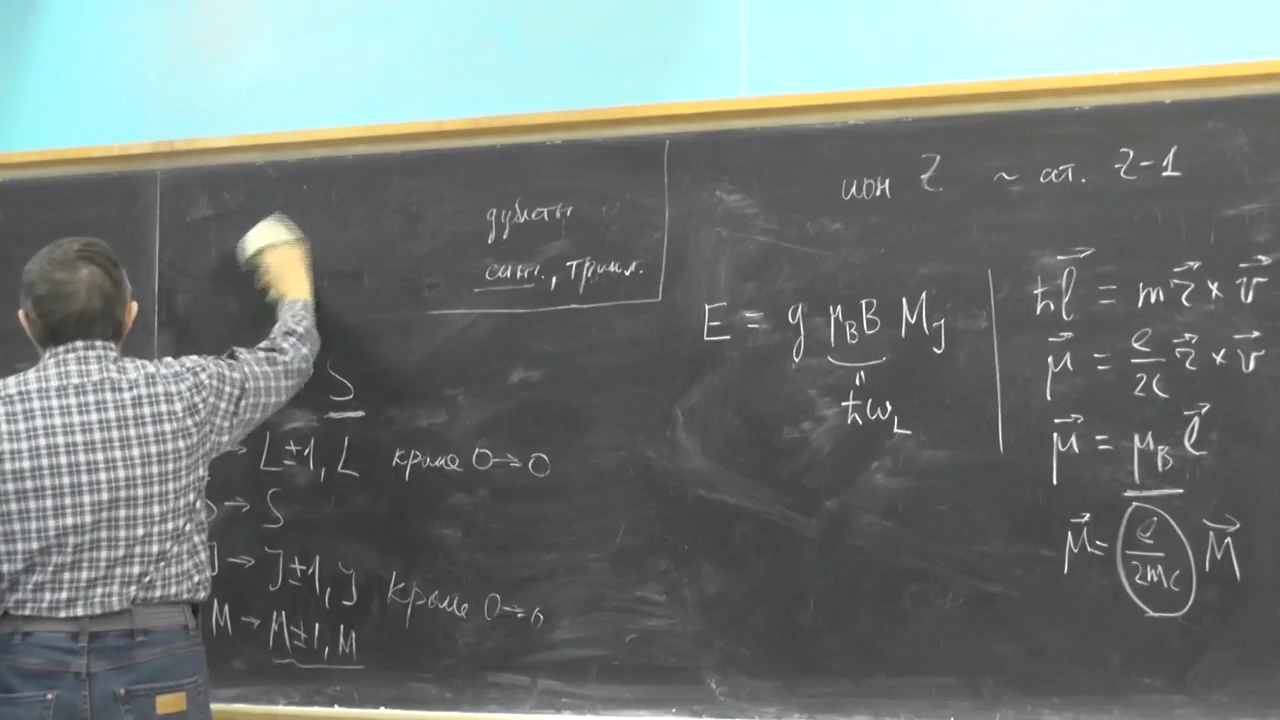 дублеты
синг., трипл.
S
→ L±1, L кроме 0→0
S → S
J → J±1, J кроме 0→0
M → M±1, M
ион Z ~ ат. Z-1
E = g μ_B B M_J
"
ħω_L
ħl⃗ = m r⃗ × v⃗
μ⃗ = e/2c r⃗ × v⃗
μ⃗ = μ_B l⃗
μ⃗ = e/2mc M⃗